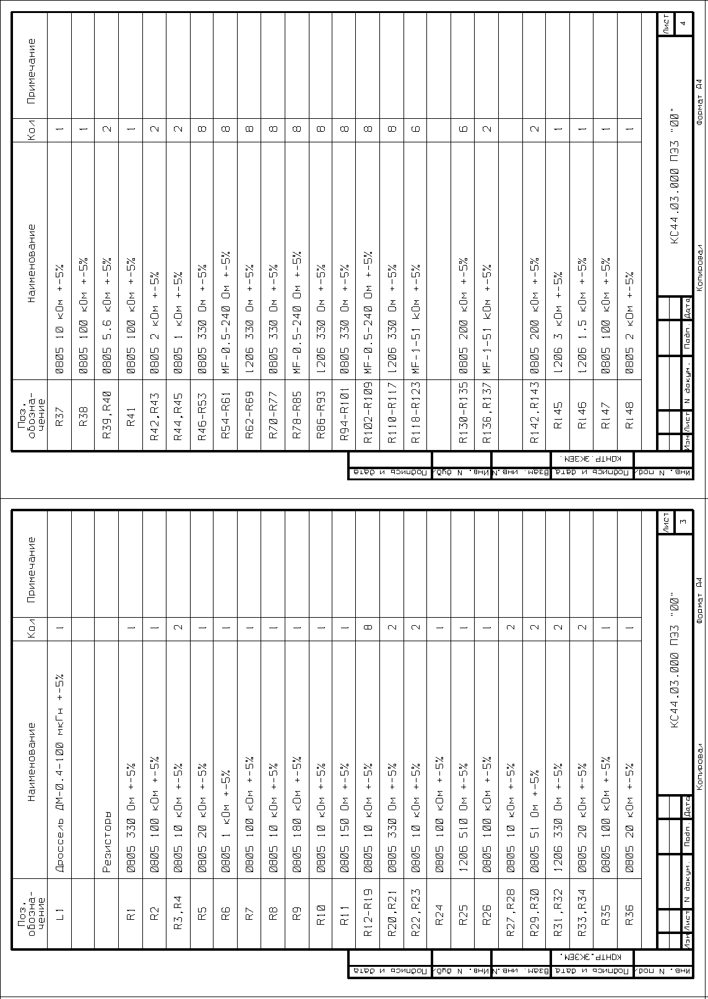 Поз.
обозна-
чение
Наименование
Кол
Примечание
L1 Дроссель ДМ-0.4-100 мкГн +-5% 1
Резисторы
R1 0805 330 Ом +-5% 1
R2 0805 100 кОм +-5% 1
R3,R4 0805 10 кОм +-5% 2
R5 0805 20 кОм +-5% 1
R6 0805 1 кОм +-5% 1
R7 0805 100 кОм +-5% 1
R8 0805 10 кОм +-5% 1
R9 0805 180 кОм +-5% 1
R10 0805 10 кОм +-5% 1
R11 0805 150 Ом +-5% 1
R12-R19 0805 10 кОм +-5% 8
R20,R21 0805 330 Ом +-5% 2
R22,R23 0805 10 кОм +-5% 2
R24 0805 100 кОм +-5% 1
R25 1206 510 Ом +-5% 1
R26 0805 100 кОм +-5% 1
R27,R28 0805 10 кОм +-5% 2
R29,R30 0805 51 Ом +-5% 2
R31,R32 1206 330 Ом +-5% 2
R33,R34 0805 20 кОм +-5% 2
R35 0805 100 кОм +-5% 1
R36 0805 20 кОм +-5% 1
КС44.03.000 ПЭ3 "00"
Лист
3
Изм Лист N докум. Подп. Дата
Копировал
Формат А4
Инв. N под/
Подпись и дата
Взам. инв. N
Инв. N дуб/
Подпись и дата
КОНТР.ЭКЗЕМ.
Поз.
обозна-
чение
Наименование
Кол
Примечание
R37 0805 10 кОм +-5% 1
R38 0805 100 кОм +-5% 1
R39,R40 0805 5.6 кОм +-5% 2
R41 0805 100 кОм +-5% 1
R42,R43 0805 2 кОм +-5% 2
R44,R45 0805 1 кОм +-5% 2
R46-R53 0805 330 Ом +-5% 8
R54-R61 MF-0.5-240 Ом +-5% 8
R62-R69 1206 330 Ом +-5% 8
R70-R77 0805 330 Ом +-5% 8
R78-R85 MF-0.5-240 Ом +-5% 8
R86-R93 1206 330 Ом +-5% 8
R94-R101 0805 330 Ом +-5% 8
R102-R109 MF-0.5-240 Ом +-5% 8
R110-R117 1206 330 Ом +-5% 8
R118-R123 MF-1-51 кОм +-5% 6
R130-R135 0805 200 кОм +-5% 6
R136,R137 MF-1-51 кОм +-5% 2
R142,R143 0805 200 кОм +-5% 2
R145 1206 3 кОм +-5% 1
R146 1206 1.5 кОм +-5% 1
R147 0805 100 кОм +-5% 1
R148 0805 2 кОм +-5% 1
КС44.03.000 ПЭ3 "00"
Лист
4
Изм Лист N докум. Подп. Дата
Копировал
Формат А4
Инв. N под/
Подпись и дата
Взам. инв. N
Инв. N дуб/
Подпись и дата
КОНТР.ЭКЗЕМ.